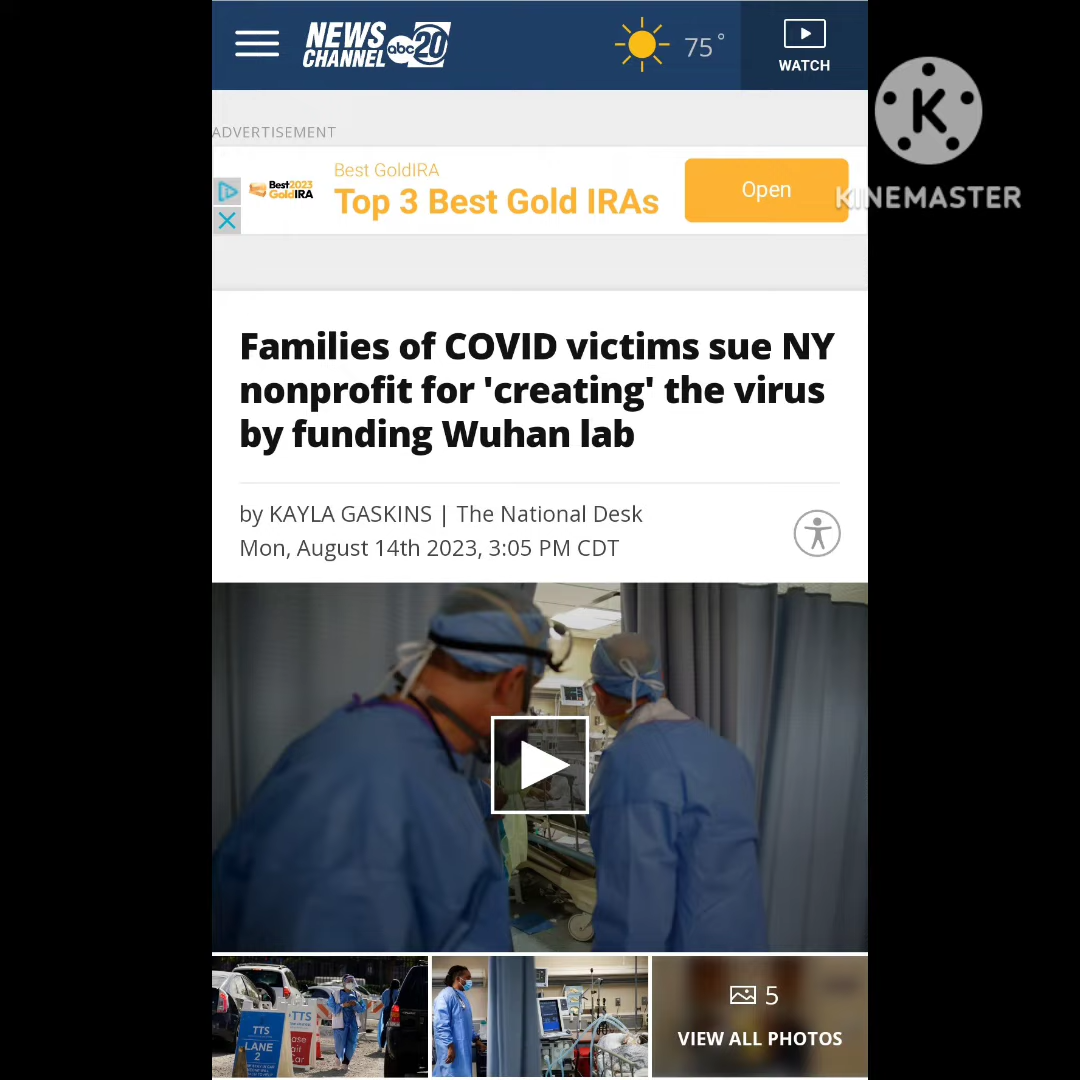 NEWS
CHANNEL abc 20
75°
WATCH
K
KINEMASTER
ADVERTISEMENT
Best2023
GoldIRA
Best GoldIRA
Top 3 Best Gold IRAs
Open
Families of COVID victims sue NY
nonprofit for 'creating' the virus
by funding Wuhan lab
by KAYLA GASKINS | The National Desk
Mon, August 14th 2023, 3:05 PM CDT
TTS
LANE
2
TTS
5
VIEW ALL PHOTOS